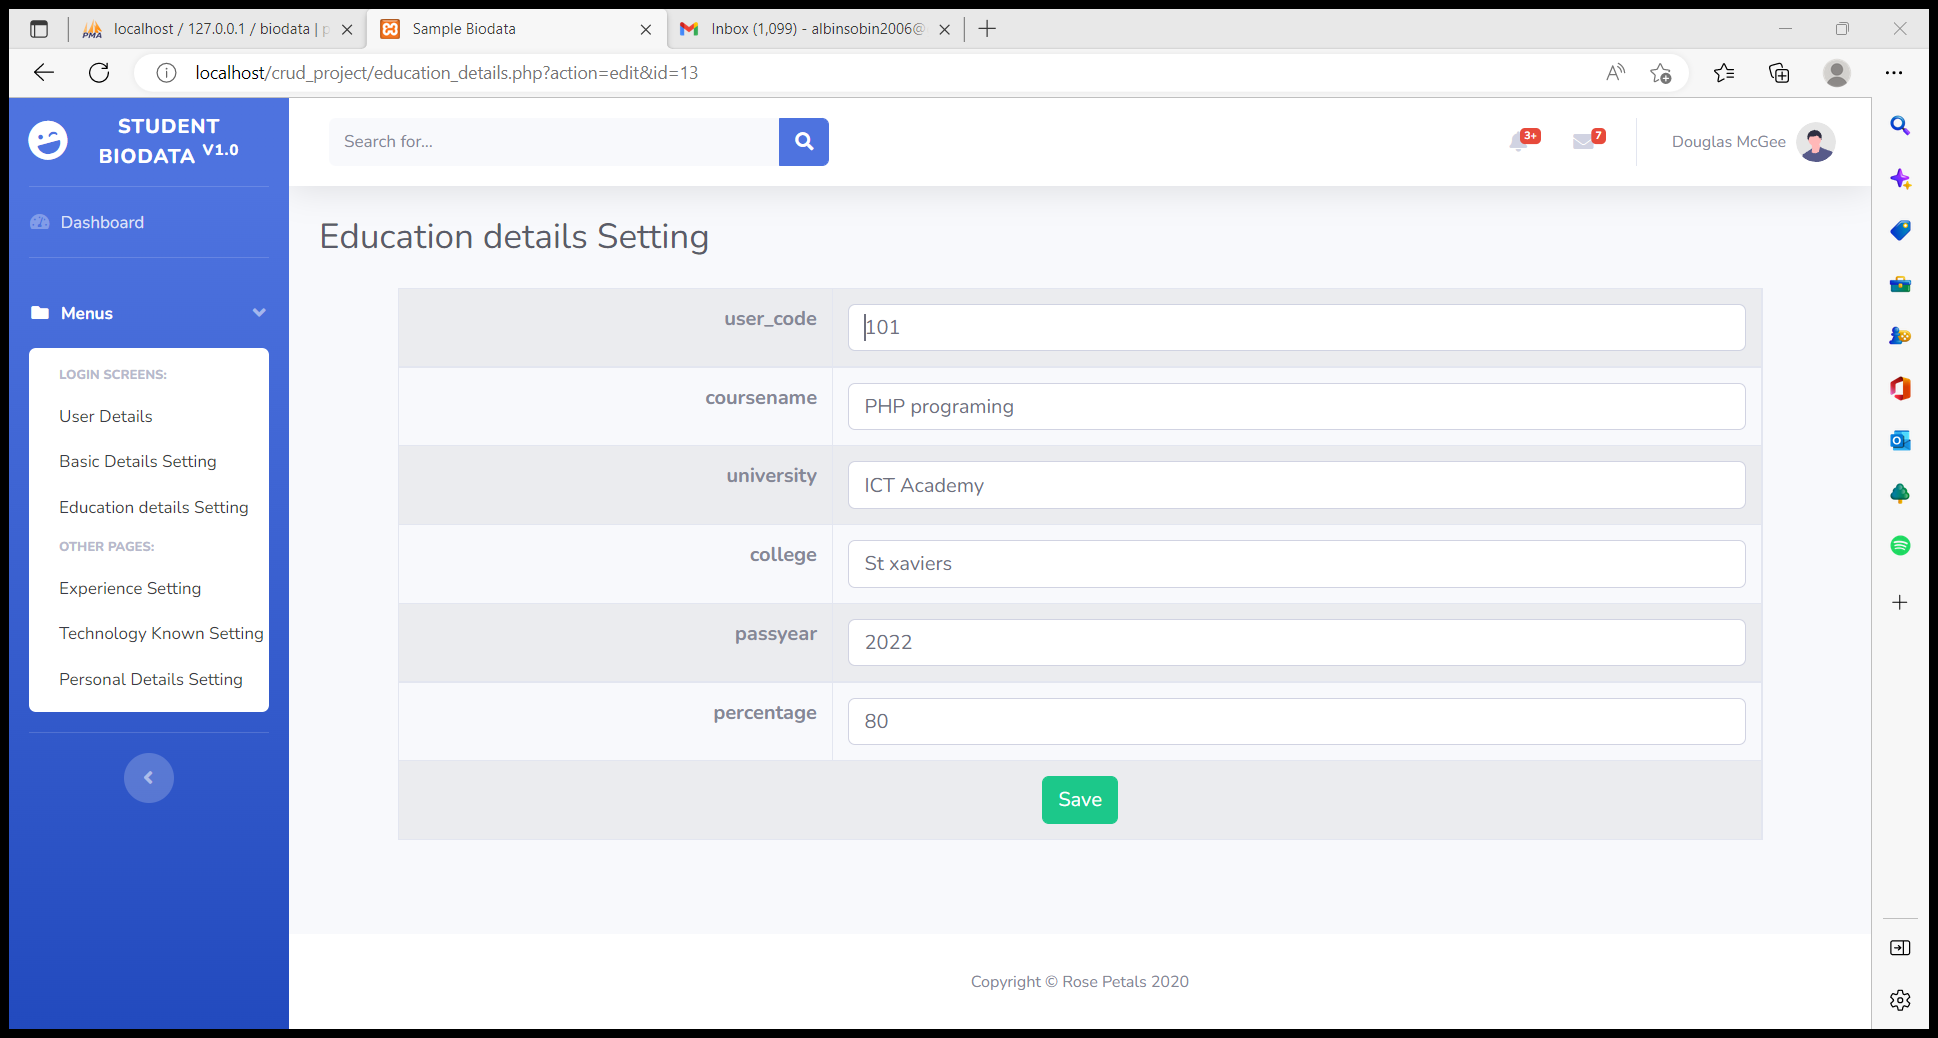 localhost / 127.0.0.1 / biodata | p
Sample Biodata
Inbox (1,099) - albinsobin2006@
localhost/crud_project/education_details.php?action=edit&id=13
STUDENT
BIODATA V1.0
Search for...
3+
7
Douglas McGee
Dashboard
Menus
LOGIN SCREENS:
User Details
Basic Details Setting
Education details Setting
OTHER PAGES:
Experience Setting
Technology Known Setting
Personal Details Setting
Education details Setting
user_code
101
coursename
PHP programing
university
ICT Academy
college
St xaviers
passyear
2022
percentage
80
Save
Copyright © Rose Petals 2020